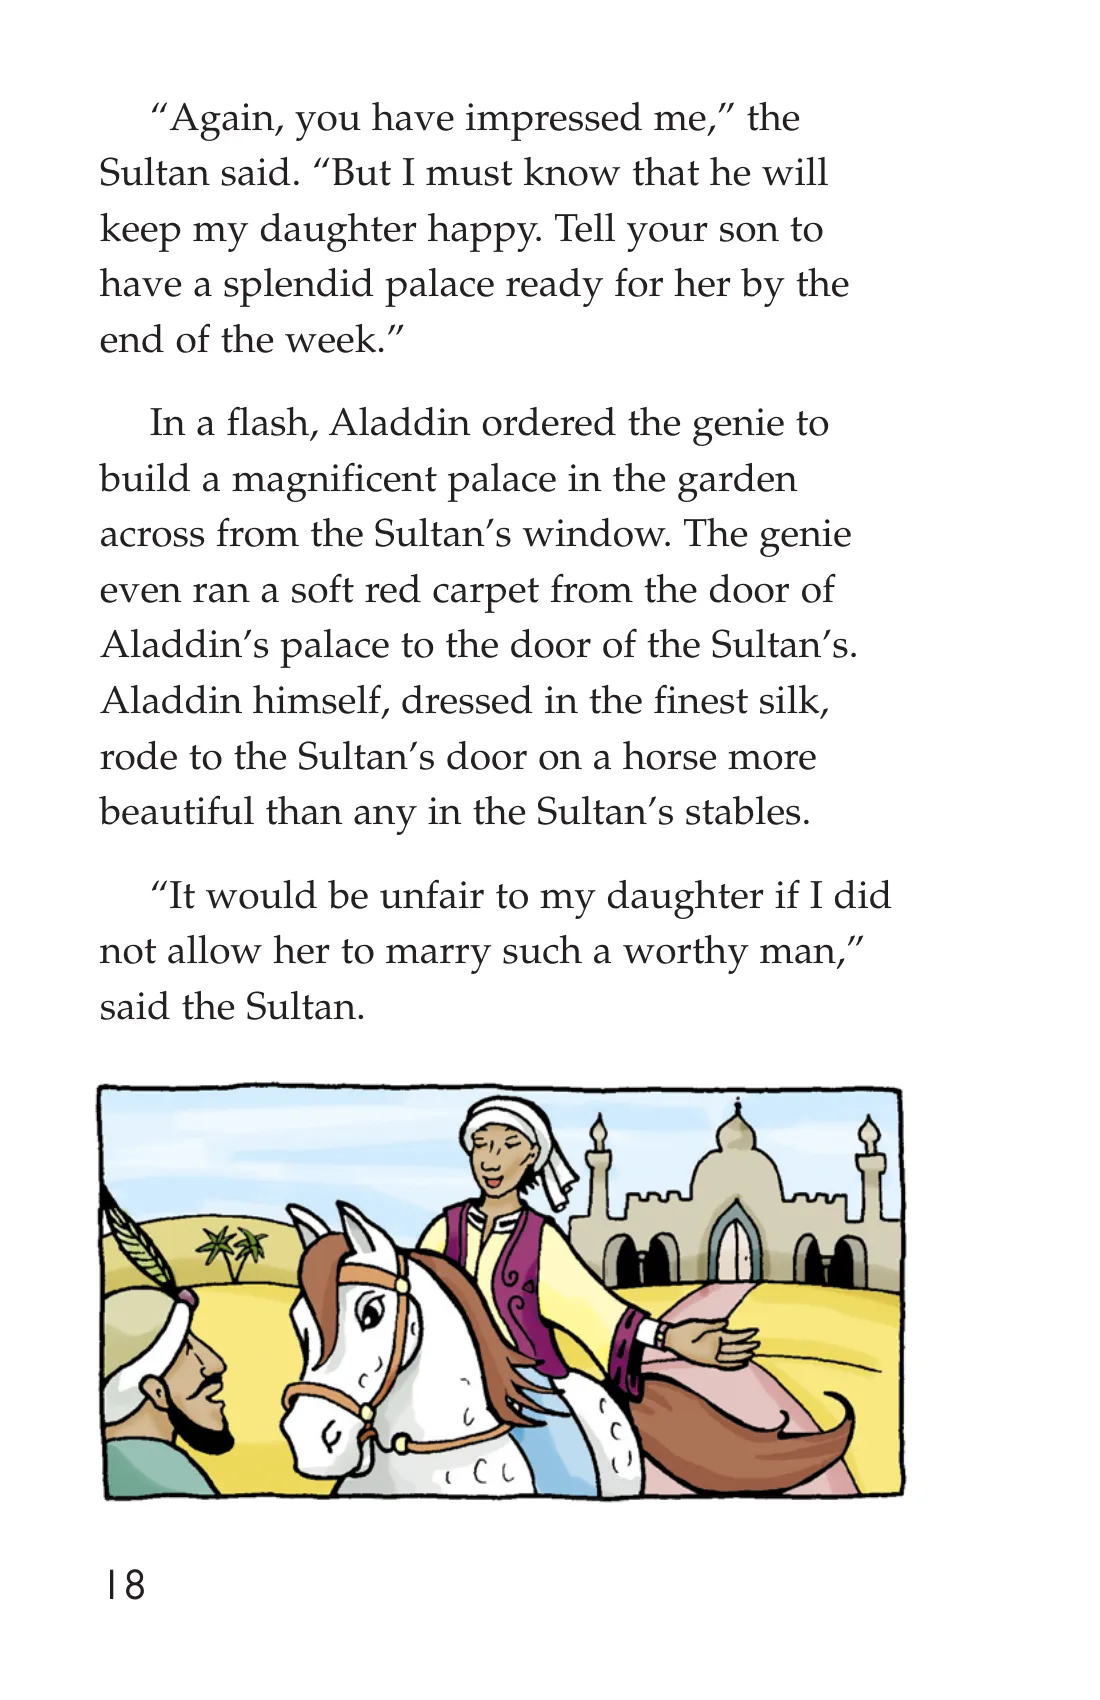 “Again, you have impressed me,” the
Sultan said. “But I must know that he will
keep my daughter happy. Tell your son to
have a splendid palace ready for her by the
end of the week.”
In a flash, Aladdin ordered the genie to
build a magnificent palace in the garden
across from the Sultan’s window. The genie
even ran a soft red carpet from the door of
Aladdin’s palace to the door of the Sultan’s.
Aladdin himself, dressed in the finest silk,
rode to the Sultan’s door on a horse more
beautiful than any in the Sultan’s stables.
“It would be unfair to my daughter if I did
not allow her to marry such a worthy man,”
said the Sultan.
18